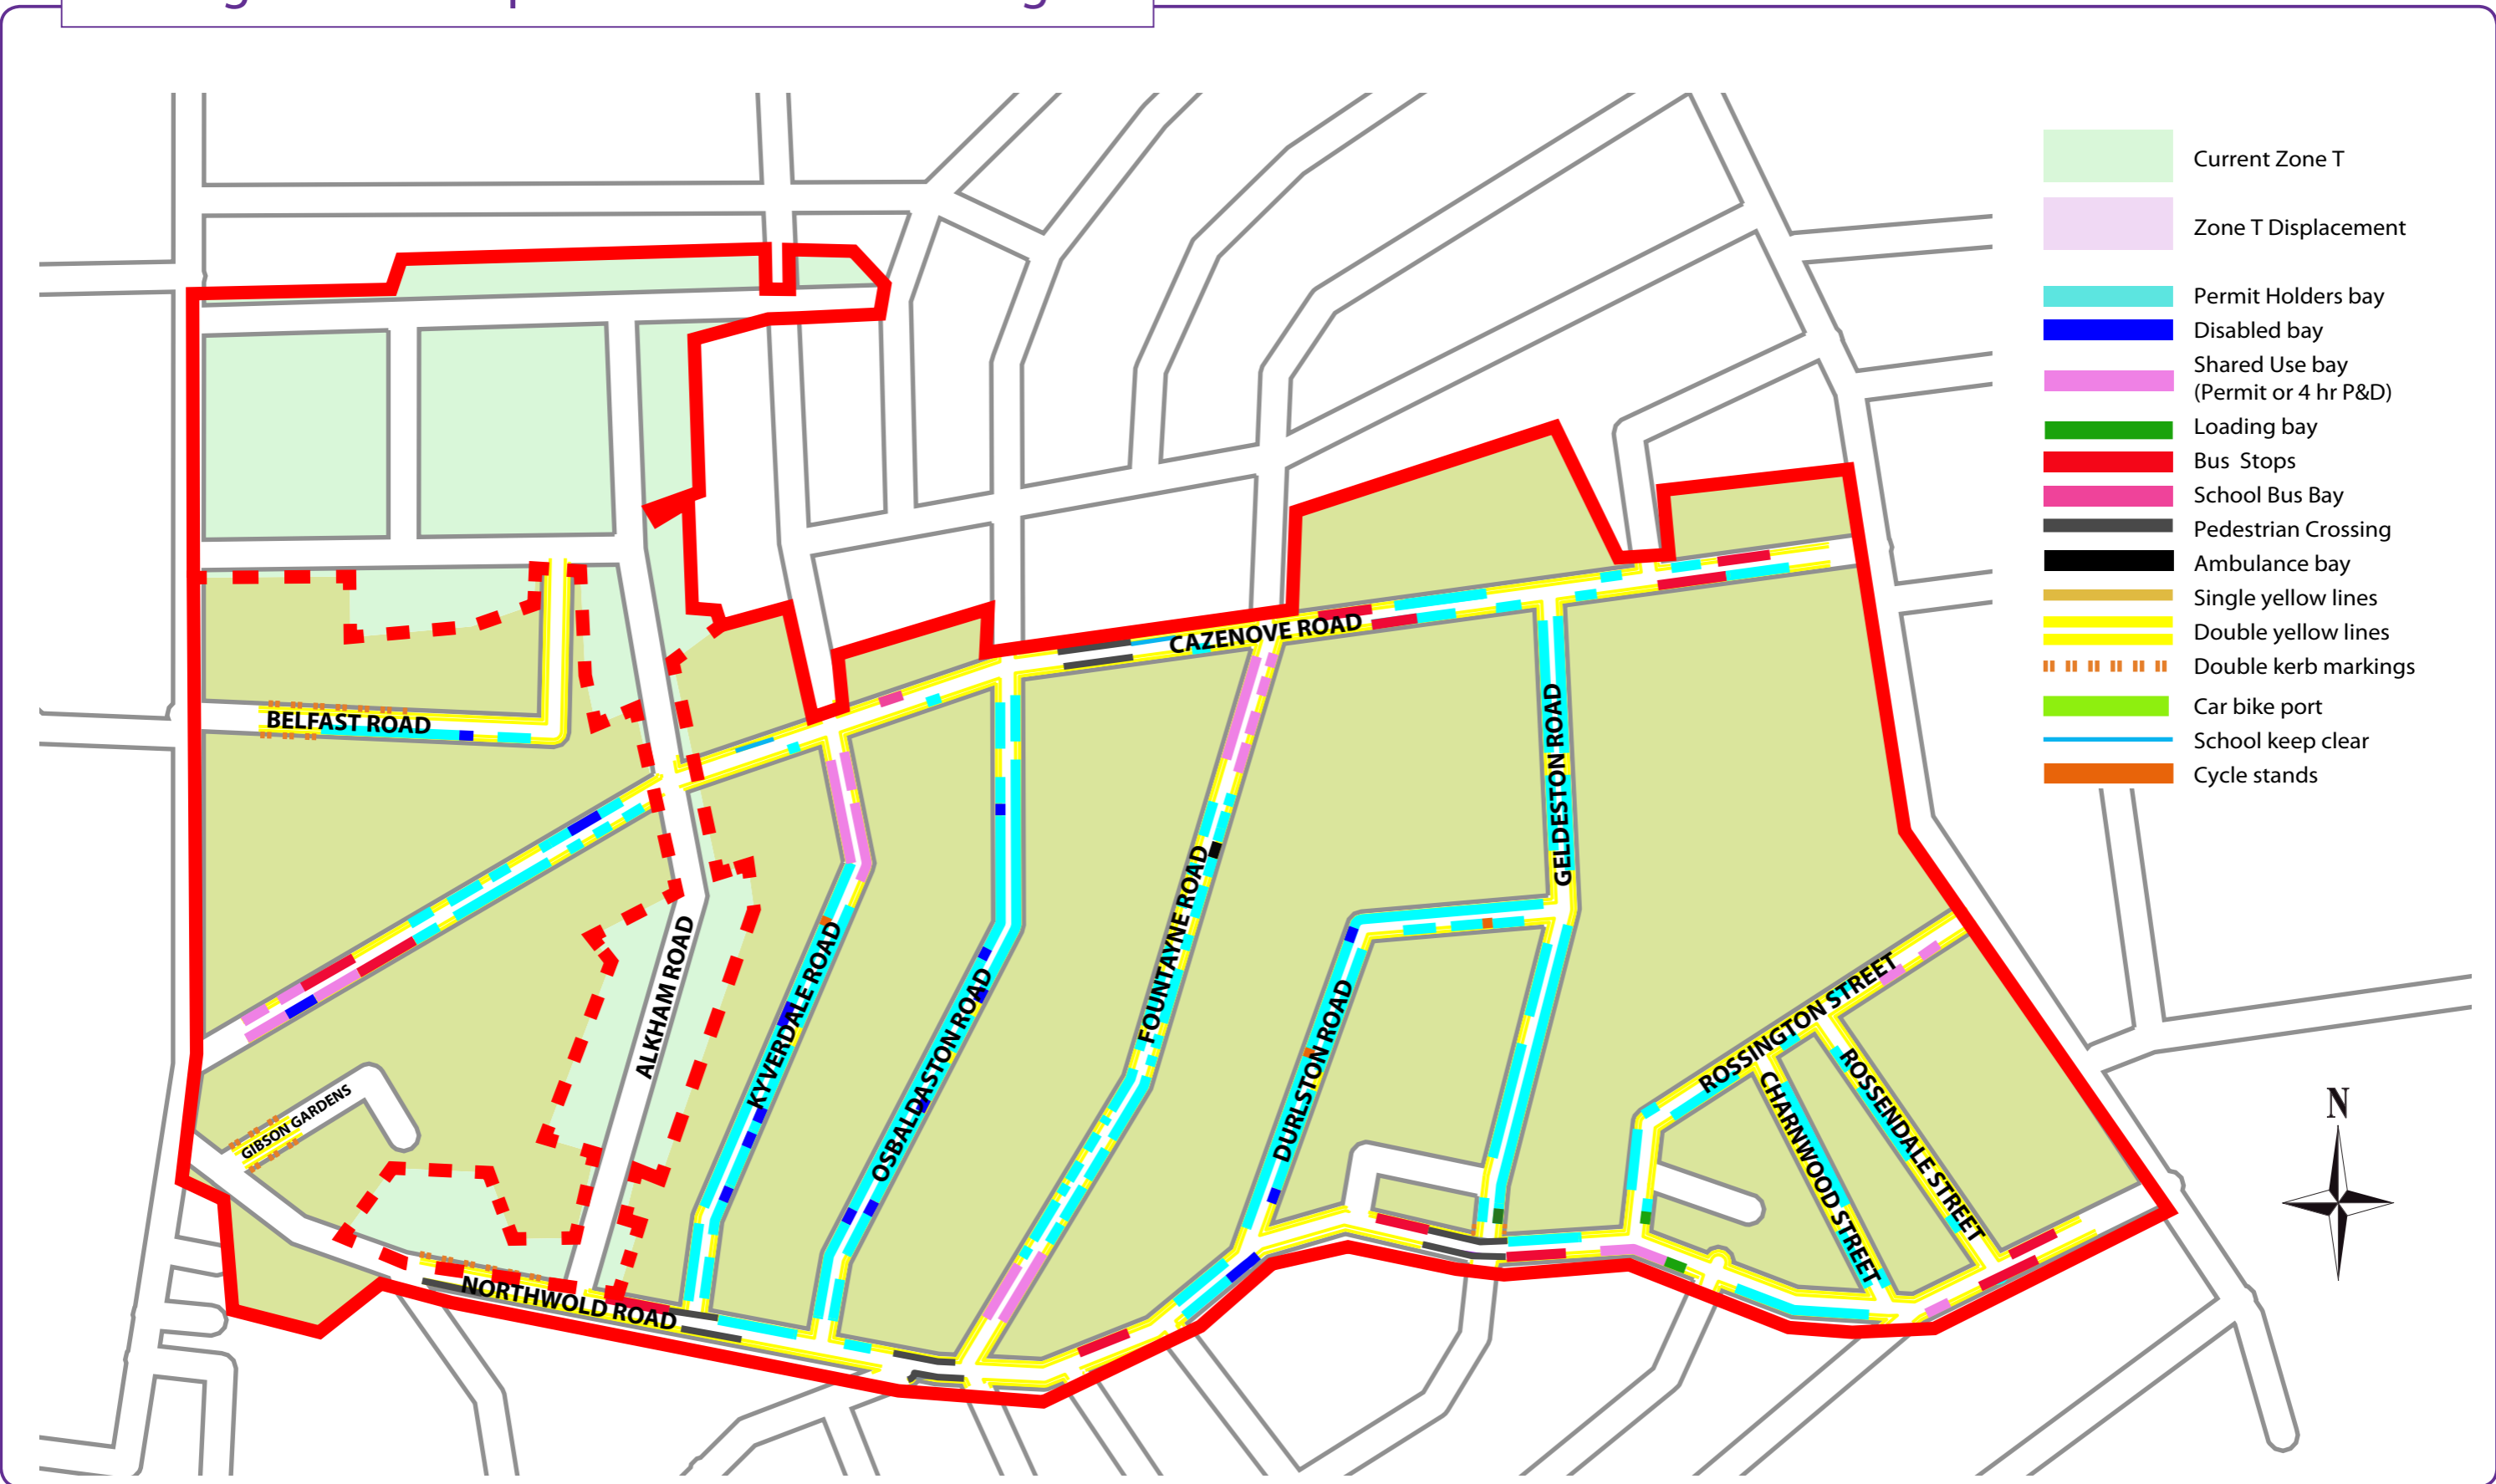 Current Zone T
Zone T Displacement
Permit Holders bay
Disabled bay
Shared Use bay
(Permit or 4 hr P&D)
Loading bay
Bus Stops
School Bus Bay
Pedestrian Crossing
Ambulance bay
Single yellow lines
Double yellow lines
Double kerb markings
Car bike port
School keep clear
Cycle stands
CAZENOVE ROAD
BELFAST ROAD
GELDESTON ROAD
FOUNTAYNE ROAD
ALKHAM ROAD
KYVERDALE ROAD
OSBALDASTON ROAD
DURLSTON ROAD
ROSSINGTON STREET
ROSSENDALE STREET
CHARNWOOD STREET
GIBSON GARDENS
NORTHWOLD ROAD
N